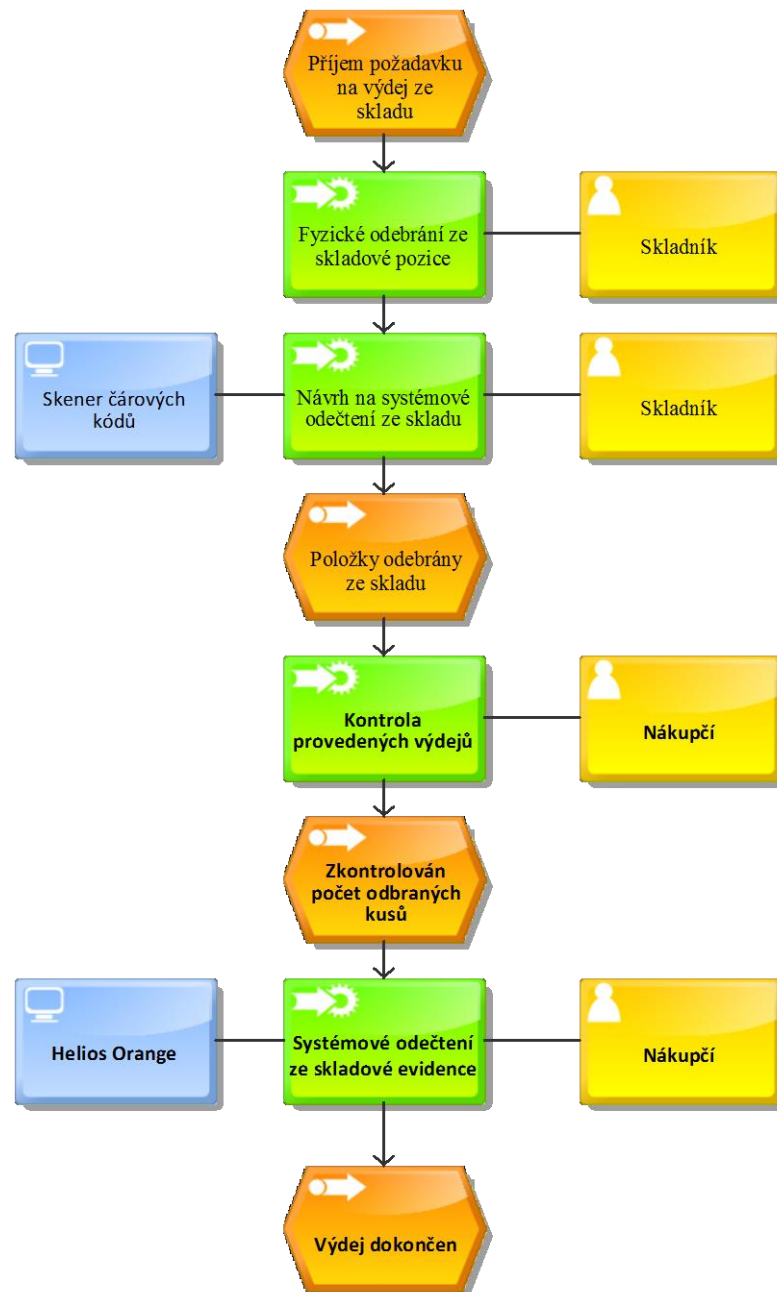 Příjem požadavku
na výdej ze
skladu
Fyzické odebrání ze
skladové pozice
Skladník
Skener čárových
kódů
Návrh na systémové
odečtení ze skladu
Skladník
Položky odebrány
ze skladu
Kontrola
provedených výdejů
Nákupčí
Zkontrolován
počet odbraných
kusů
Helios Orange
Systémové odečtení
ze skladové evidence
Nákupčí
Výdej dokončen